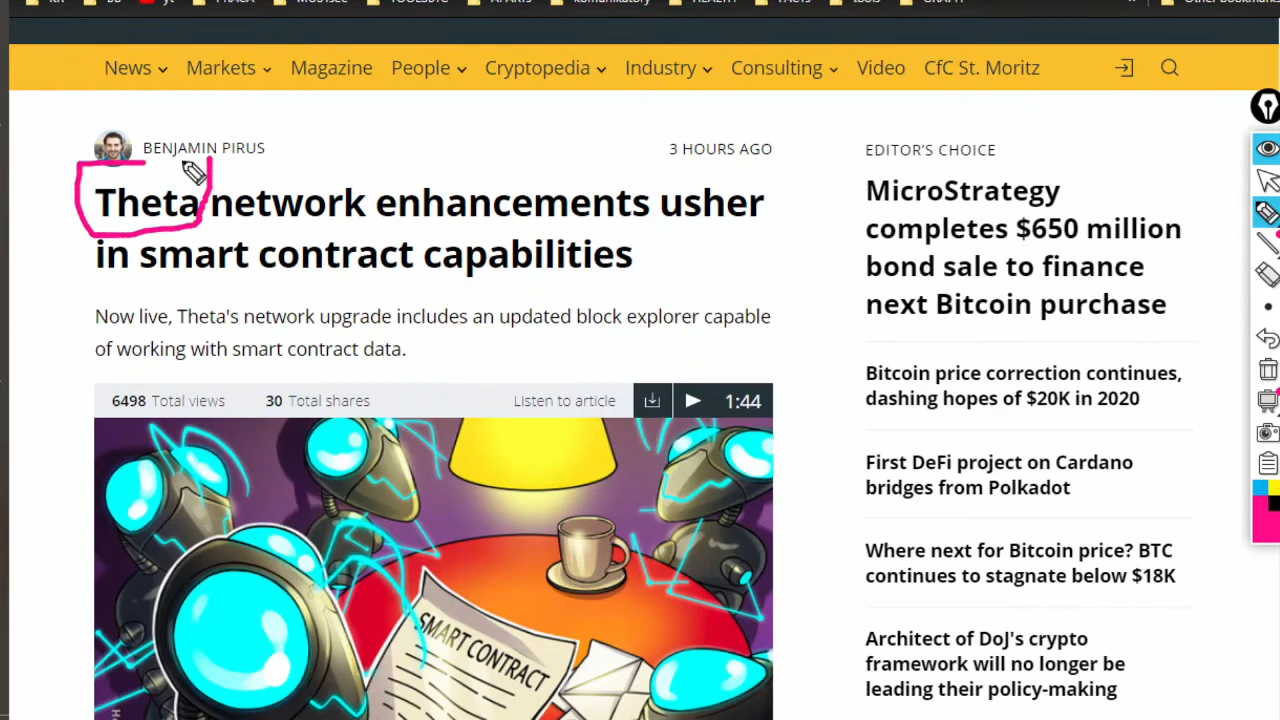 News Markets Magazine People Cryptopedia Industry Consulting Video CfC St. Moritz
BENJAMIN PIRUS
3 HOURS AGO
Theta network enhancements usher
in smart contract capabilities
Now live, Theta's network upgrade includes an updated block explorer capable
of working with smart contract data.
6498 Total views 30 Total shares Listen to article 1:44
SMART CONTRACT
EDITOR'S CHOICE
MicroStrategy
completes $650 million
bond sale to finance
next Bitcoin purchase
Bitcoin price correction continues,
dashing hopes of $20K in 2020
First DeFi project on Cardano
bridges from Polkadot
Where next for Bitcoin price? BTC
continues to stagnate below $18K
Architect of DoJ's crypto
framework will no longer be
leading their policy-making